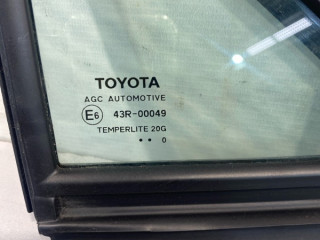 TOYOTA
AGC AUTOMOTIVE
E6 43R-00049
TEMPERLITE 20G
•• 0